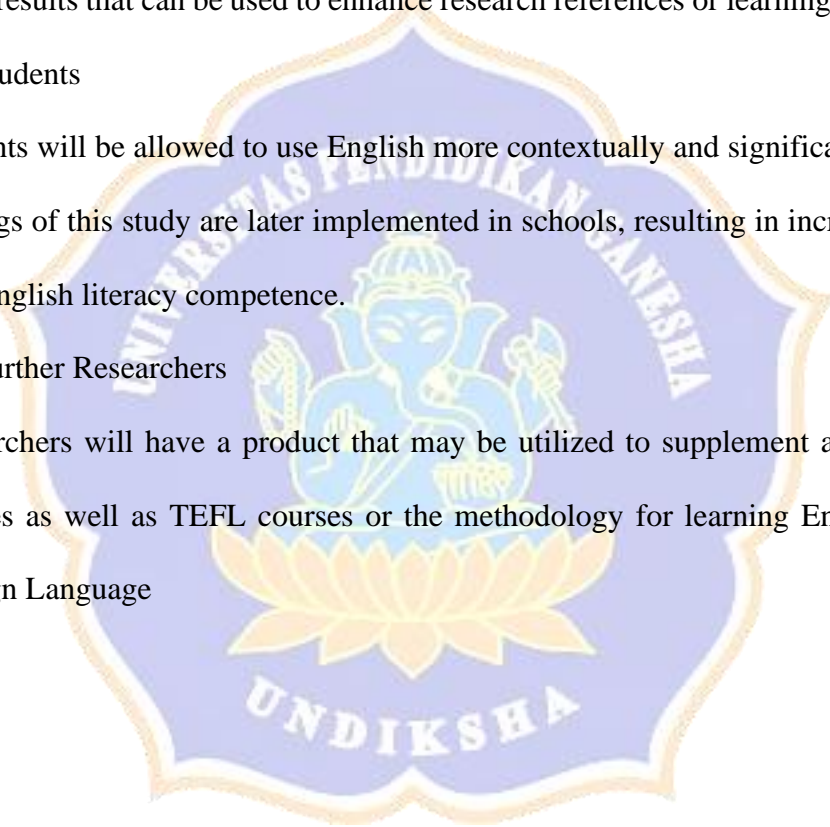 results that can be used to enhance research references or learning
udents
nts will be allowed to use English more contextually and significa
gs of this study are later implemented in schools, resulting in incr
nglish literacy competence.
urther Researchers
rchers will have a product that may be utilized to supplement a
es as well as TEFL courses or the methodology for learning En
gn Language
UNIVERSITAS PENDIDIKAN GANESHA
UNDIKSHA